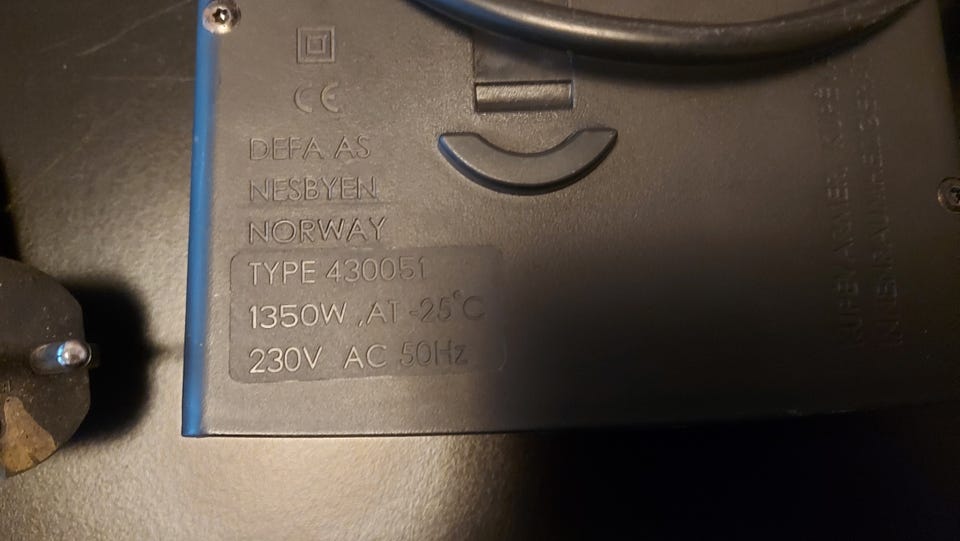 CE
DEFA AS
NESBYEN
NORWAY
TYPE 430051
1350W ,AT -25°C
230V AC 50Hz